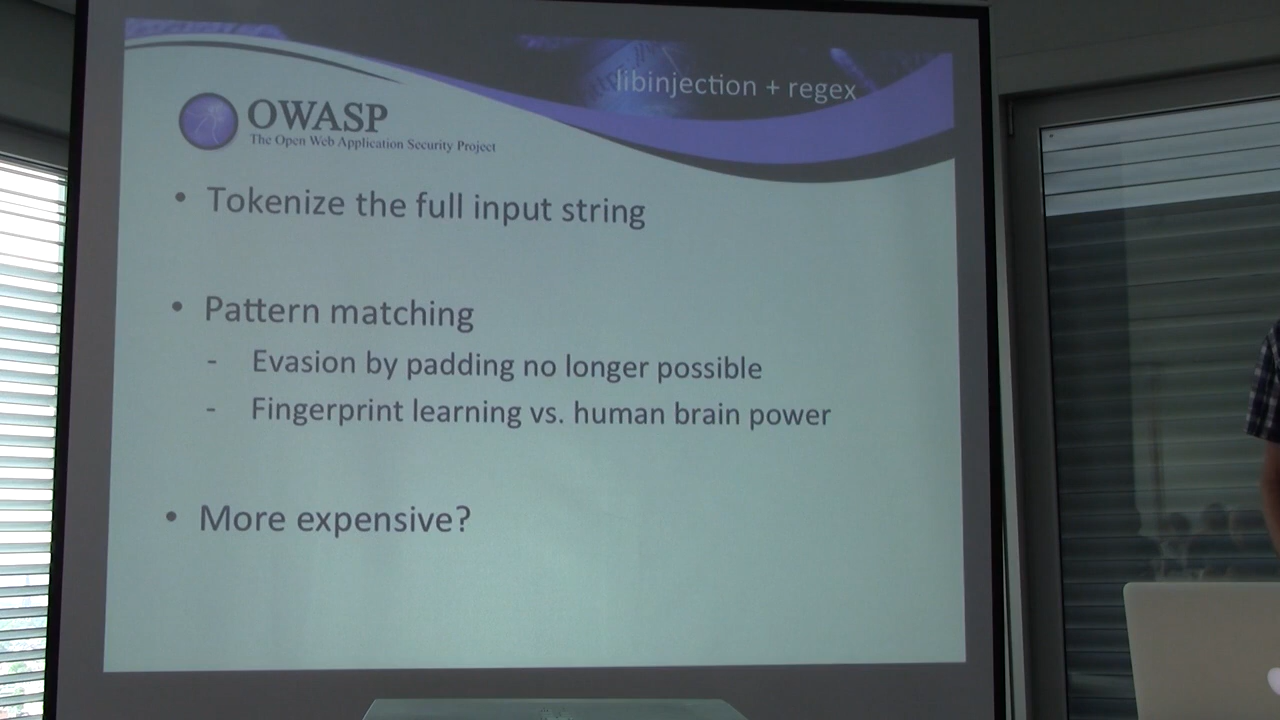 libinjection + regex
OWASP
The Open Web Application Security Project
• Tokenize the full input string
• Pattern matching
- Evasion by padding no longer possible
- Fingerprint learning vs. human brain power
• More expensive?